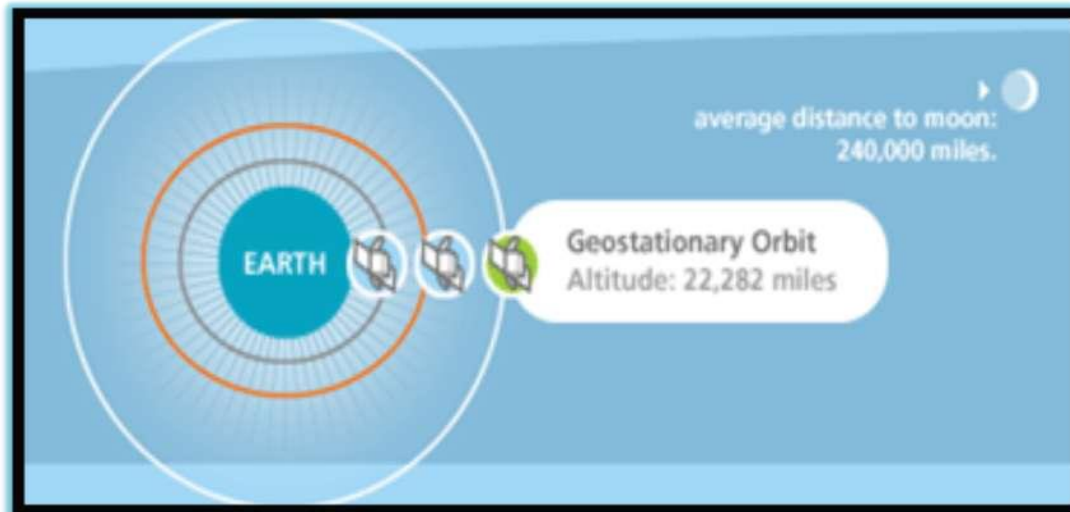 average distance to moon:
240,000 miles.
EARTH
Geostationary Orbit
Altitude: 22,282 miles